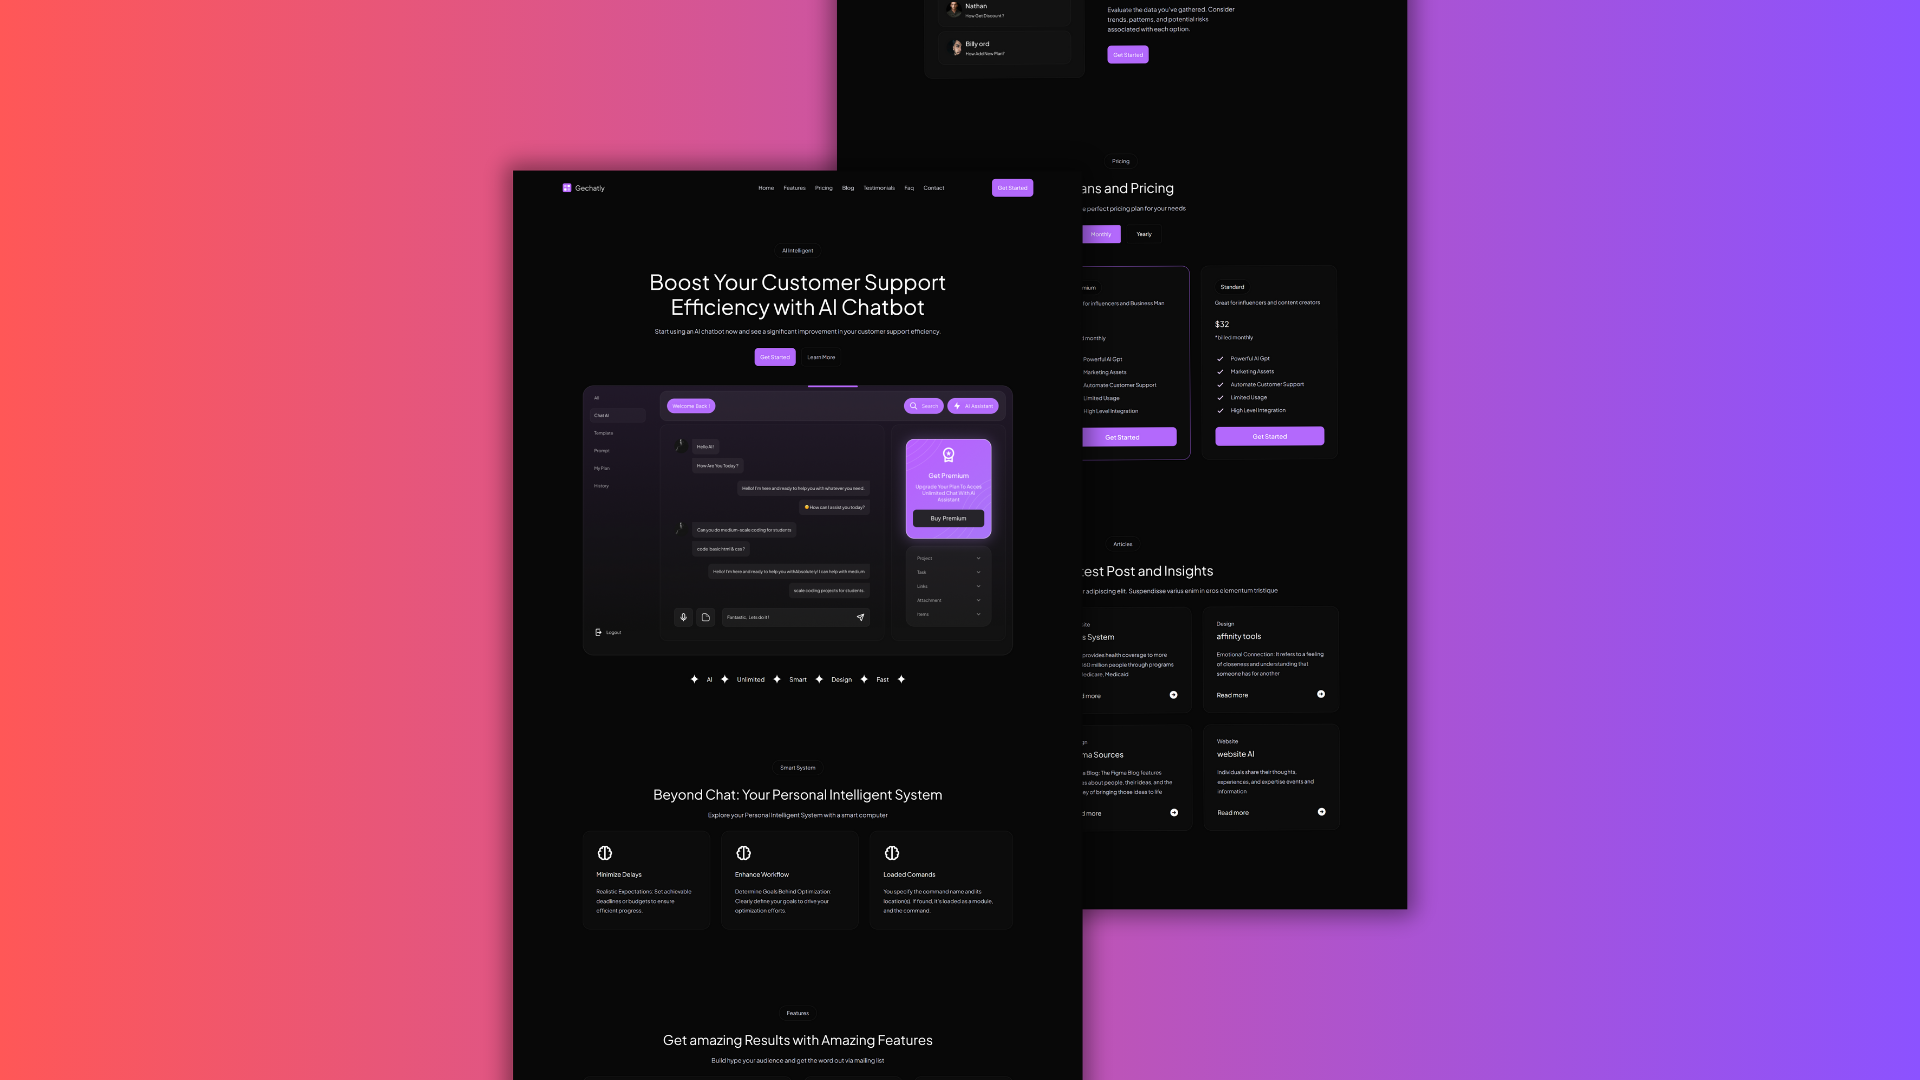 Gechatly
Home Features Pricing Blog Testimonials Faq Contact
Get Started
AI Intelligent
Boost Your Customer Support
Efficiency with AI Chatbot
Start using an AI chatbot now and see a significant improvement in your customer support efficiency.
Get Started Learn More
All
Chat AI
Template
Prompt
My Plan
History
Logout
Welcome Back !
Search
AI Assistant
Hello AI!
How Are You Today ?
Hello! I'm here and ready to help you with whatever you need.
How can I assist you today?
Can you do medium-scale coding for students
code basic html & css ?
Hello! I'm here and ready to help you withAbsolutely! I can help with medium
scale coding projects for students.
Fantastic, Lets do it !
Get Premium
Upgrade Your Plan To Access
Unlimited Chat With AI
Assistant
Buy Premium
Project
Task
Links
Attachment
Items
AI Unlimited Smart Design Fast
Smart System
Beyond Chat: Your Personal Intelligent System
Explore your Personal Intelligent System with a smart computer
Minimize Delays
Realistic Expectations: Set achievable
deadlines or budgets to ensure
efficient progress.
Enhance Workflow
Determine Goals Behind Optimization:
Clearly define your goals to drive your
optimization efforts.
Loaded Comands
You specify the command name and its
location(s). If found, it's loaded as a module,
and the command.
Features
Get amazing Results with Amazing Features
Build hype your audience and get the word out via mailing list
Nathan
How Get Discount ?
Billy ord
How Add New Plan?
Evaluate the data you've gathered. Consider
trends, patterns, and potential risks
associated with each option.
Get Started
Pricing
ans and Pricing
e perfect pricing plan for your needs
Monthly Yearly
mium
for influencers and Business Man
monthly
Powerful AI Gpt
Marketing Assets
Automate Customer Support
Limited Usage
High Level Integration
Get Started
Standard
Great for influencers and content creators
$32
*billed monthly
Powerful AI Gpt
Marketing Assets
Automate Customer Support
Limited Usage
High Level Integration
Get Started
Articles
test Post and Insights
r adipiscing elit. Suspendisse varius enim in eros elementum tristique
site
s System
provides health coverage to more
160 million people through programs
Medicare, Medicaid
d more
Design
affinity tools
Emotional Connection: It refers to a feeling
of closeness and understanding that
someone has for another
Read more
gn
ma Sources
a Blog: The Figma Blog features
s about people, their ideas, and the
ey of bringing those ideas to life
d more
Website
website AI
Individuals share their thoughts,
experiences, and expertise events and
information
Read more